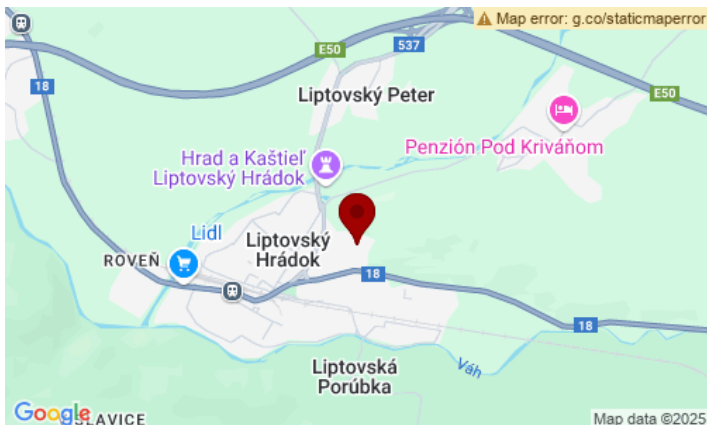 Map error: g.co/staticmaperror
E50
537
18
Liptovský Peter
E50
Penzión Pod Kriváňom
Hrad a Kaštieľ
Liptovský Hrádok
Lidl
Liptovský
Hrádok
ROVEŇ
18
18
Liptovská
Porúbka
Váh
Google
Map data ©2025